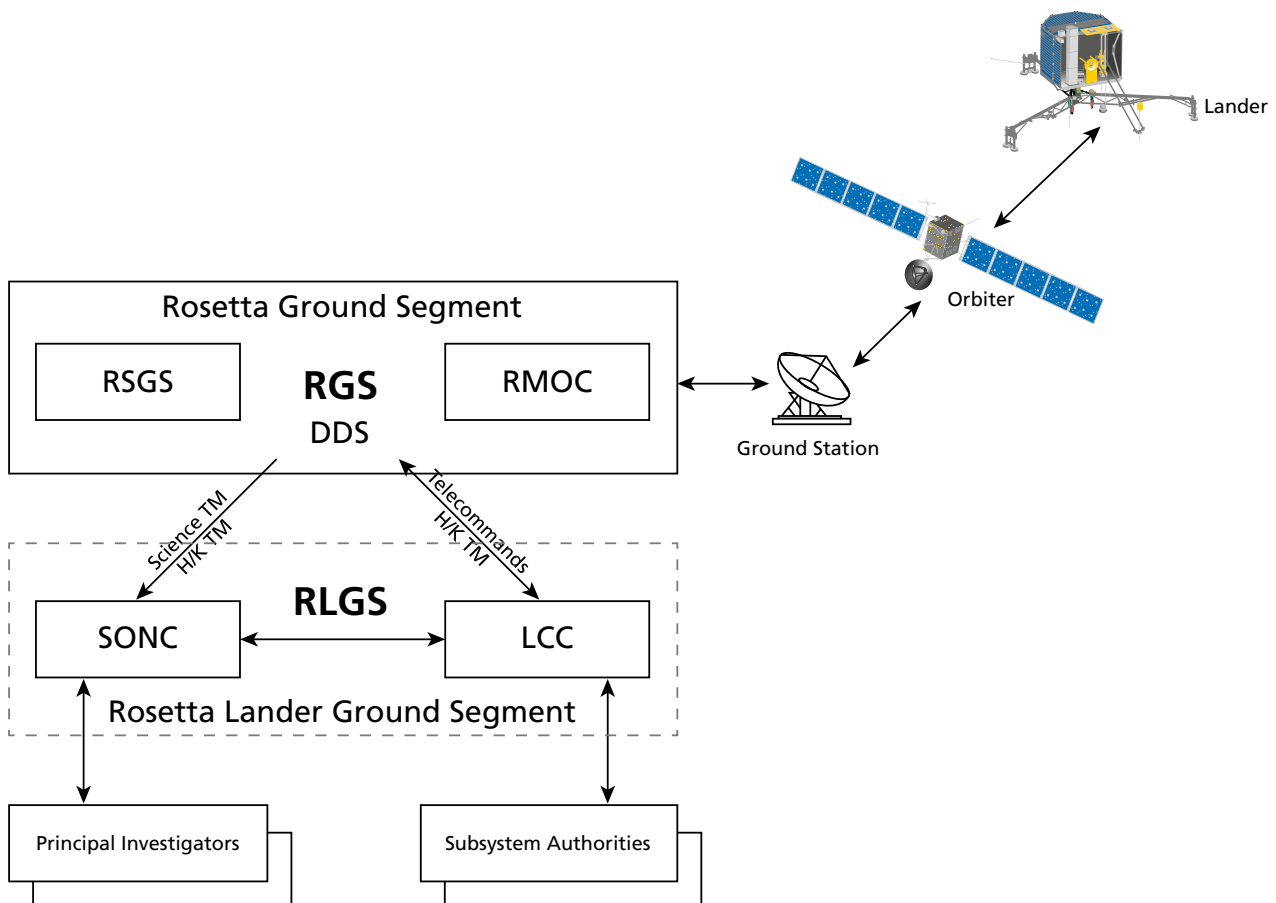 Lander
Orbiter
Rosetta Ground Segment
RSGS
RGS
RMOC
DDS
Ground Station
Science TM
H/K TM
Telecommands
H/K TM
RLGS
SONC
LCC
Rosetta Lander Ground Segment
Principal Investigators
Subsystem Authorities